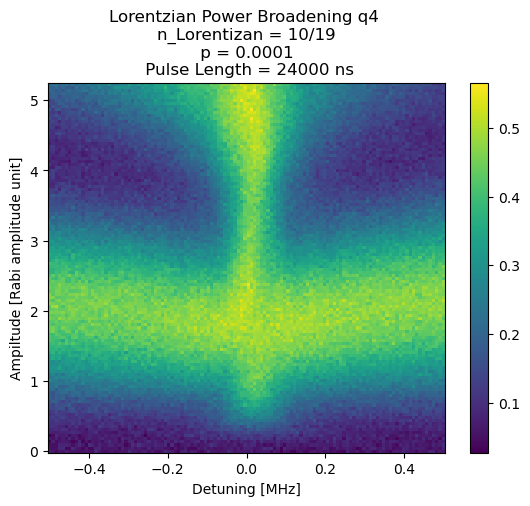 Lorentzian Power Broadening q4
n_Lorentizan = 10/19
p = 0.0001
Pulse Length = 24000 ns
Amplitude [Rabi amplitude unit]
5
4
3
2
1
0
−0.4
−0.2
0.0
0.2
0.4
Detuning [MHz]
0.5
0.4
0.3
0.2
0.1